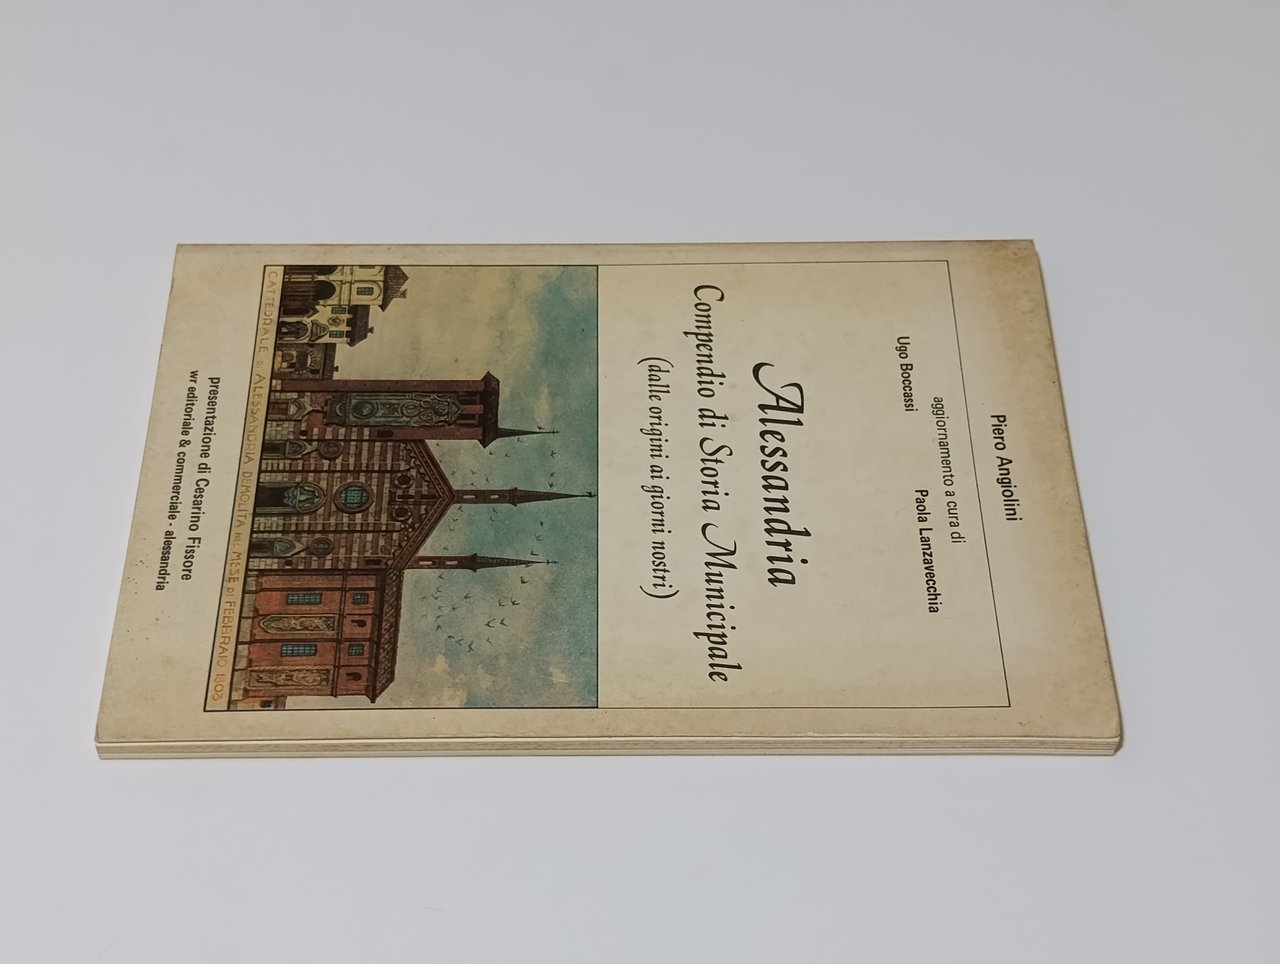 Piero Angiolini
aggiornamento a cura di
Ugo Boccassi Paola Lanzavecchia
Alessandria
Compendio di Storia Municipale
(dalle origini ai giorni nostri)
CATTEDRALE DI ALESSANDRIA DEMOLITA NEL MESE DI FEBBRAIO 1803
presentazione di Cesarino Fissore
wr editoriale & commerciale - alessandria